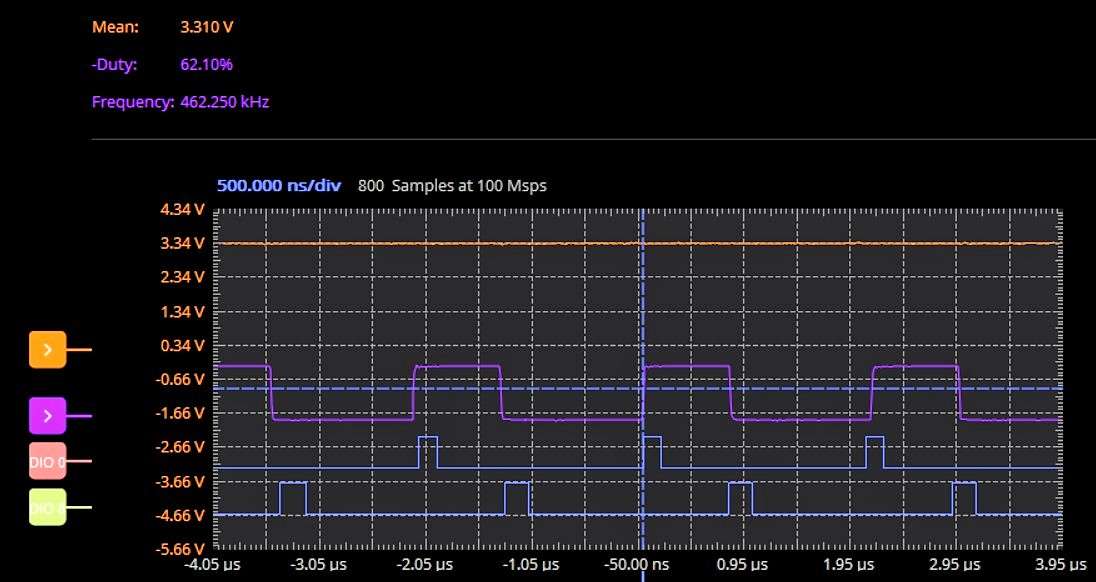 Mean: 3.310 V
-Duty: 62.10%
Frequency: 462.250 kHz
500.000 ns/div 800 Samples at 100 Msps
4.34 V
3.34 V
2.34 V
1.34 V
0.34 V
-0.66 V
-1.66 V
-2.66 V
DIO 0
-3.66 V
-4.66 V
-5.66 V
-4.05 µs -3.05 µs -2.05 µs -1.05 µs -50.00 ns 0.95 µs 1.95 µs 2.95 µs 3.95 µs